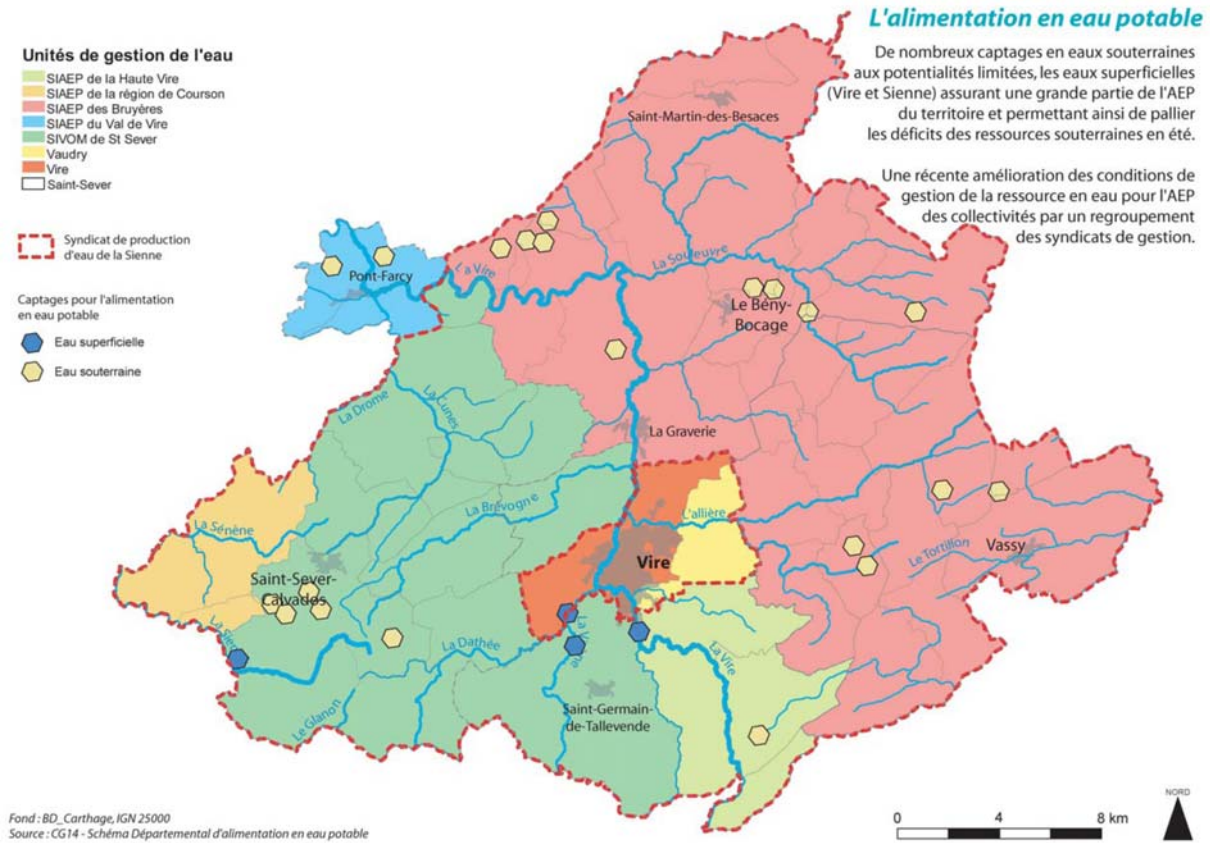 L'alimentation en eau potable
De nombreux captages en eaux souterraines
aux potentialités limitées, les eaux superficielles
(Vire et Sienne) assurant une grande partie de l'AEP
du territoire et permettant ainsi de pallier
les déficits des ressources souterraines en été.
Une récente amélioration des conditions de
gestion de la ressource en eau pour l'AEP
des collectivités par un regroupement
des syndicats de gestion.
Unités de gestion de l'eau
SIAEP de la Haute Vire
SIAEP de la région de Courson
SIAEP des Bruyères
SIAEP du Val de Vire
SIVOM de St Sever
Vaudry
Vire
Saint-Sever
Syndicat de production
d'eau de la Sienne
Captages pour l'alimentation
en eau potable
Eau superficielle
Eau souterraine
Saint-Martin-des-Besaces
La Souleuvre
La Vire
Pont-Farcy
Le Bény-
Bocage
La Drome
La Cunes
La Graverie
La Brévogne
L'allière
La Sénène
Vire
Le Tortillon
Vassy
Saint-Sever-
Calvados
La Dathée
La Vire
Le Glanon
Saint-Germain-
de-Tallevende
Fond : BD_Carthage, IGN 25000
Source : CG14 - Schéma Départemental d'alimentation en eau potable
0 4 8 km
NORD